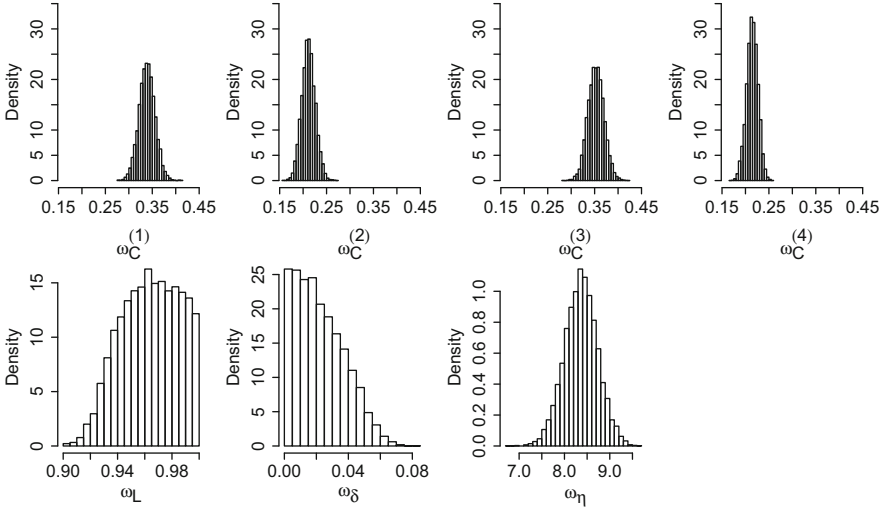 Density
0 5 10 20 30
0.15 0.25 0.35 0.45
ω_C^(1)
Density
0 5 10 20 30
0.15 0.25 0.35 0.45
ω_C^(2)
Density
0 5 10 20 30
0.15 0.25 0.35 0.45
ω_C^(3)
Density
0 5 10 20 30
0.15 0.25 0.35 0.45
ω_C^(4)
Density
0 5 10 15
0.90 0.94 0.98
ω_L
Density
0 5 10 15 20 25
0.00 0.04 0.08
ω_δ
Density
0.0 0.2 0.4 0.6 0.8 1.0
7.0 8.0 9.0
ω_η